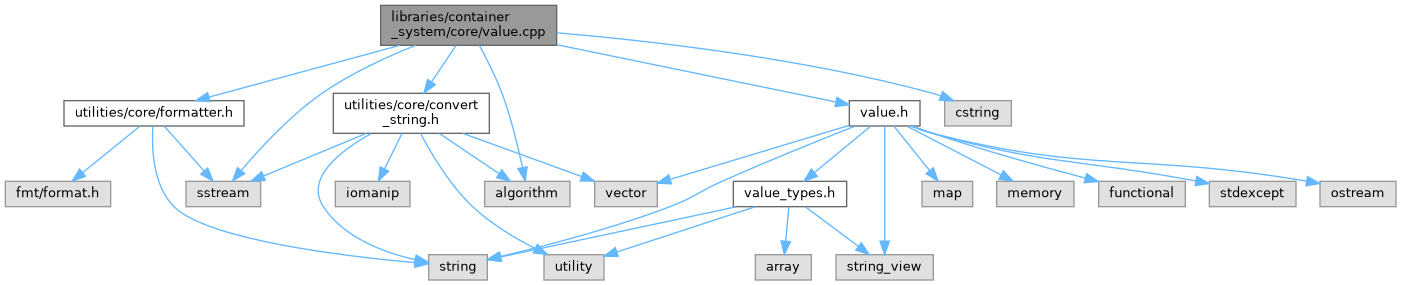 libraries/container
_system/core/value.cpp
utilities/core/formatter.h
utilities/core/convert
_string.h
value.h
cstring
fmt/format.h
sstream
iomanip
algorithm
vector
value_types.h
map
memory
functional
stdexcept
ostream
string
utility
array
string_view